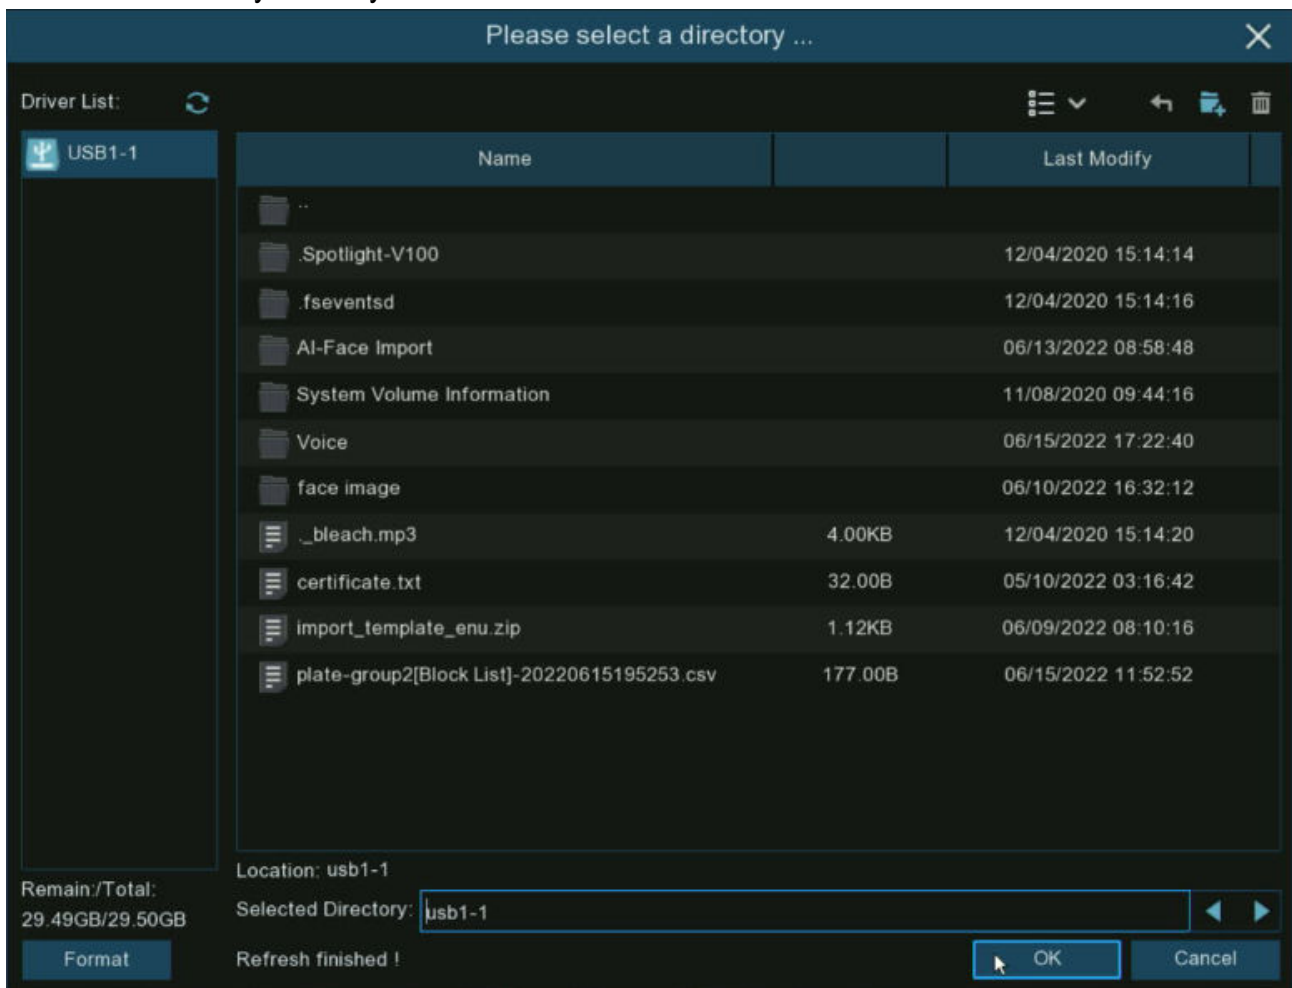 Please select a directory ...
Driver List:
USB1-1
Name Last Modify
..
.Spotlight-V100 12/04/2020 15:14:14
.fseventsd 12/04/2020 15:14:16
AI-Face Import 06/13/2022 08:58:48
System Volume Information 11/08/2020 09:44:16
Voice 06/15/2022 17:22:40
face image 06/10/2022 16:32:12
._bleach.mp3 4.00KB 12/04/2020 15:14:20
certificate.txt 32.00B 05/10/2022 03:16:42
import_template_enu.zip 1.12KB 06/09/2022 08:10:16
plate-group2[Block List]-20220615195253.csv 177.00B 06/15/2022 11:52:52
Location: usb1-1
Remain:/Total:
29.49GB/29.50GB
Selected Directory: usb1-1
Format
Refresh finished !
OK Cancel